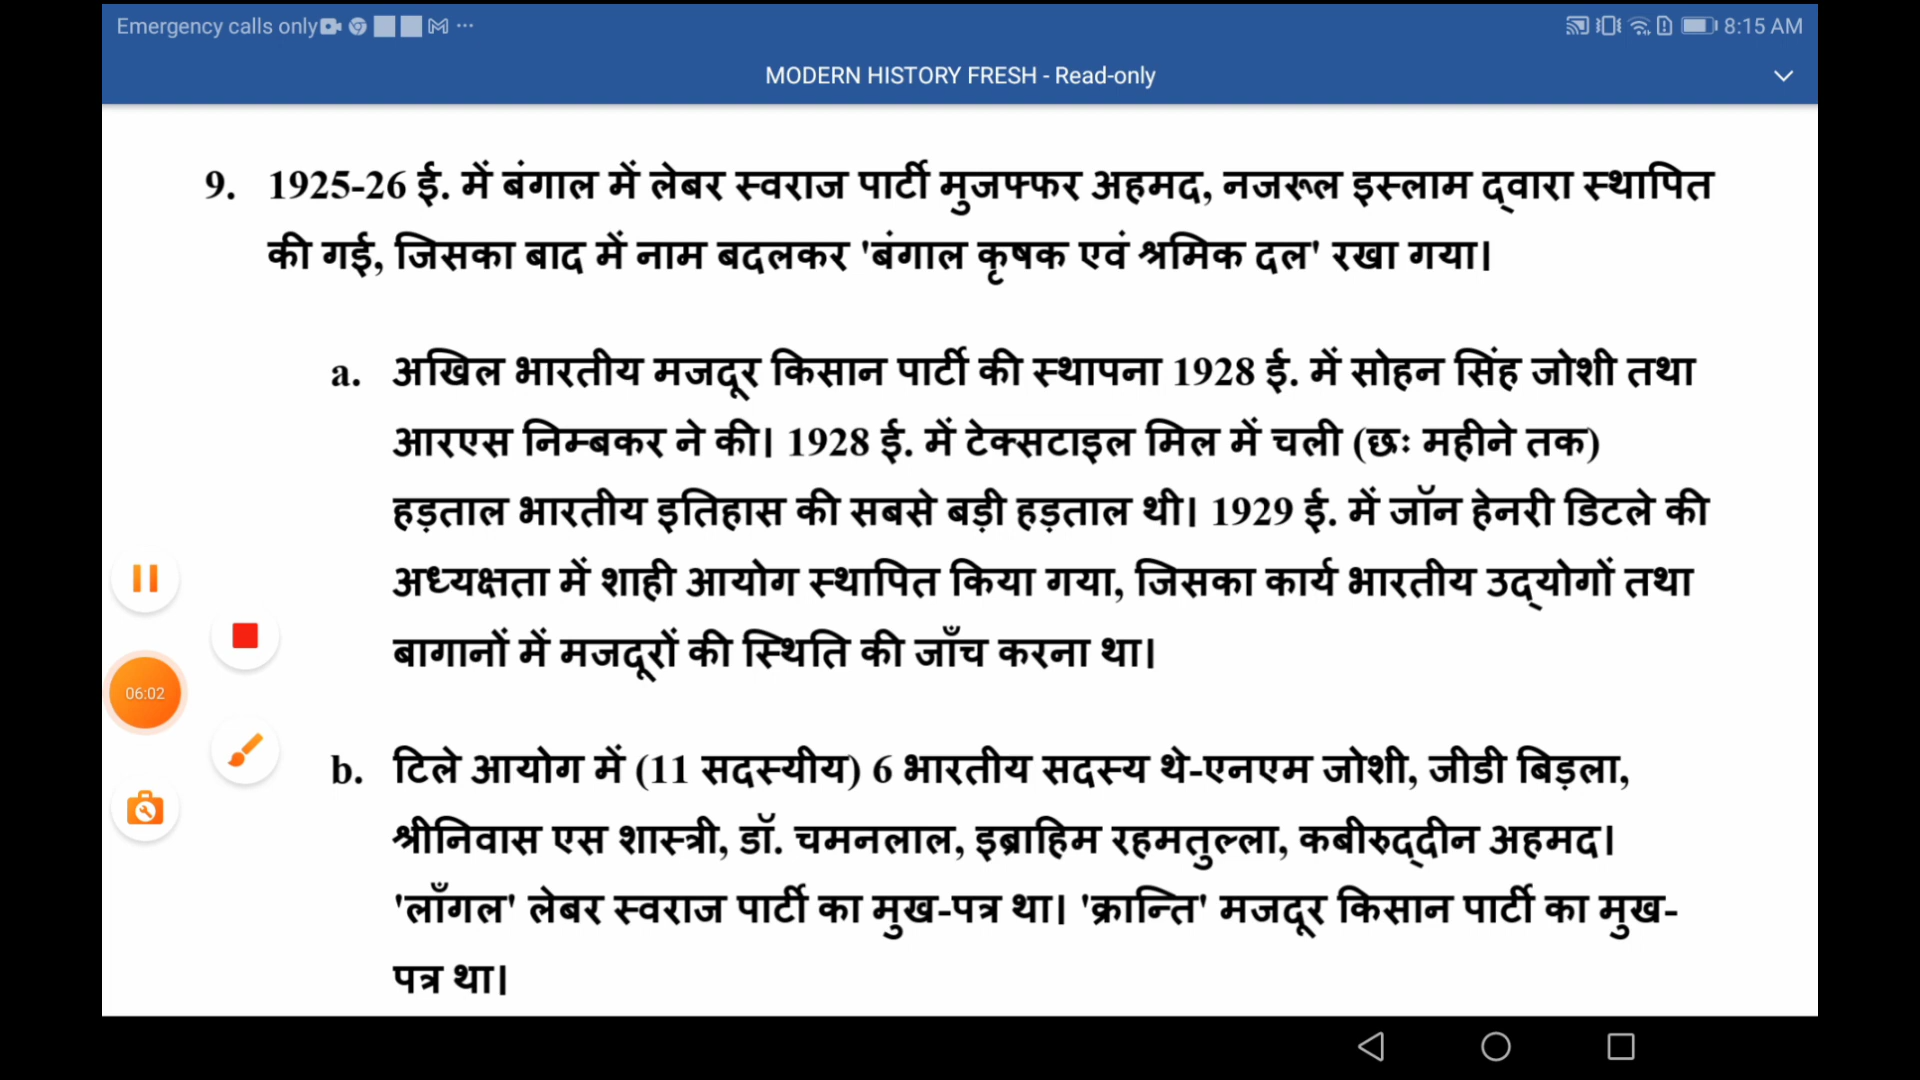 Emergency calls only ...
8:15 AM
MODERN HISTORY FRESH - Read-only
9. 1925-26 ई. में बंगाल में लेबर स्वराज पार्टी मुजफ्फर अहमद, नजरूल इस्लाम द्वारा स्थापित
की गई, जिसका बाद में नाम बदलकर 'बंगाल कृषक एवं श्रमिक दल' रखा गया।
a. अखिल भारतीय मजदूर किसान पार्टी की स्थापना 1928 ई. में सोहन सिंह जोशी तथा
आरएस निम्बकर ने की। 1928 ई. में टेक्सटाइल मिल में चली (छः महीने तक)
हड़ताल भारतीय इतिहास की सबसे बड़ी हड़ताल थी। 1929 ई. में जॉन हेनरी डिटले की
अध्यक्षता में शाही आयोग स्थापित किया गया, जिसका कार्य भारतीय उद्योगों तथा
बागानों में मजदूरों की स्थिति की जाँच करना था।
06:02
b. टिले आयोग में (11 सदस्यीय) 6 भारतीय सदस्य थे-एनएम जोशी, जीडी बिड़ला,
श्रीनिवास एस शास्त्री, डॉ. चमनलाल, इब्राहिम रहमतुल्ला, कबीरुद्दीन अहमद।
'लाँगल' लेबर स्वराज पार्टी का मुख-पत्र था। 'क्रान्ति' मजदूर किसान पार्टी का मुख-
पत्र था।